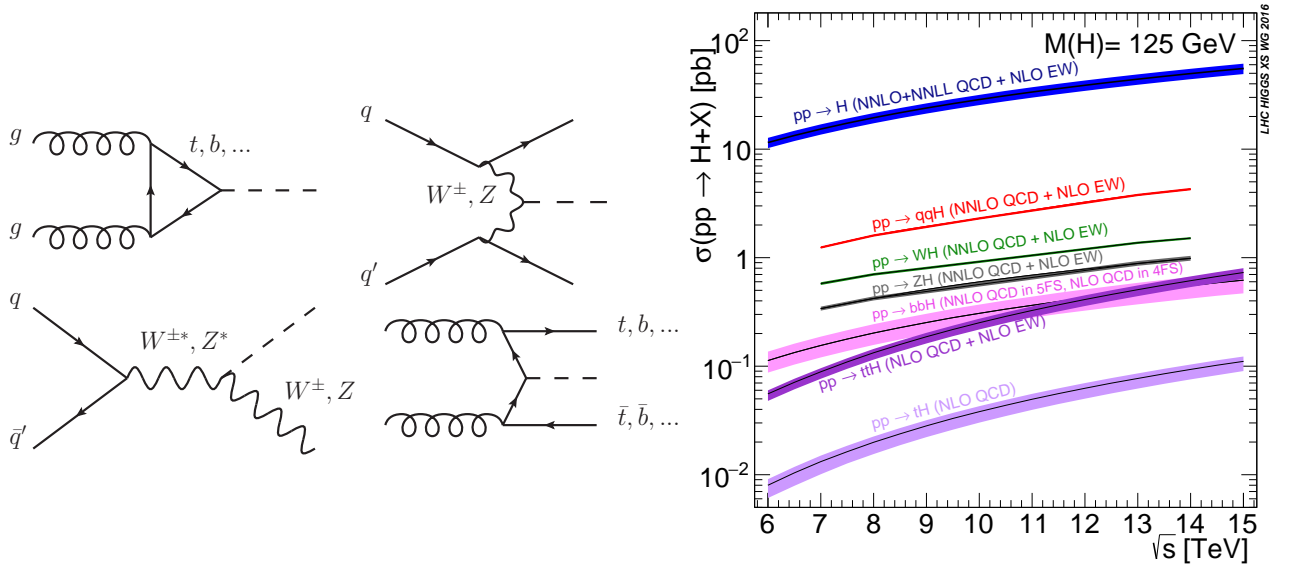 g
t, b, ...
g
q
W±, Z
q′
q
W±*, Z*
W±, Z
q̄′
t, b, ...
t̄, b̄, ...
σ(pp → H+X) [pb]
10²
10
1
10⁻¹
10⁻²
M(H)= 125 GeV
LHC HIGGS XS WG 2016
pp → H (NNLO+NNLL QCD + NLO EW)
pp → qqH (NNLO QCD + NLO EW)
pp → WH (NNLO QCD + NLO EW)
pp → ZH (NNLO QCD + NLO EW)
pp → bbH (NNLO QCD in 5FS, NLO QCD in 4FS)
pp → ttH (NLO QCD + NLO EW)
pp → tH (NLO QCD)
6 7 8 9 10 11 12 13 14 15
√s [TeV]